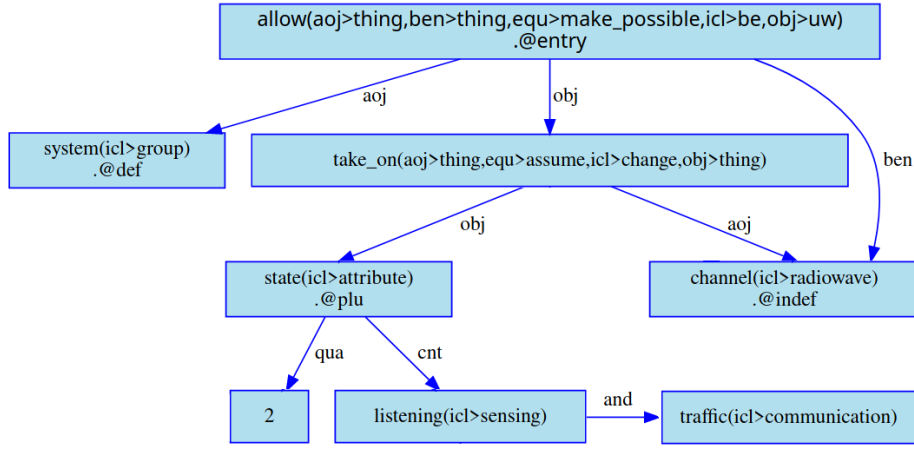 allow(aoj>thing,ben>thing,equ>make_possible,icl>be,obj>uw)
.@entry
aoj
obj
ben
system(icl>group)
.@def
take_on(aoj>thing,equ>assume,icl>change,obj>thing)
obj
aoj
state(icl>attribute)
.@plu
channel(icl>radiowave)
.@indef
qua
cnt
2
listening(icl>sensing)
and
traffic(icl>communication)